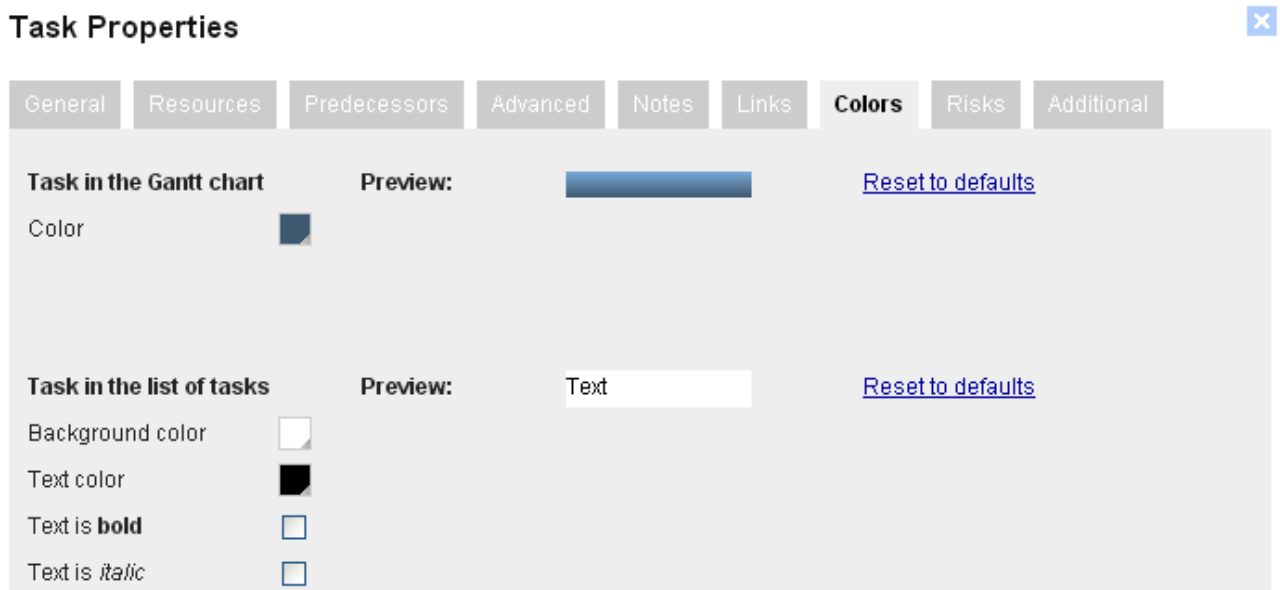 Task Properties
General Resources Predecessors Advanced Notes Links Colors Risks Additional
Task in the Gantt chart Preview: Reset to defaults
Color
Task in the list of tasks Preview: Text Reset to defaults
Background color
Text color
Text is bold
Text is italic